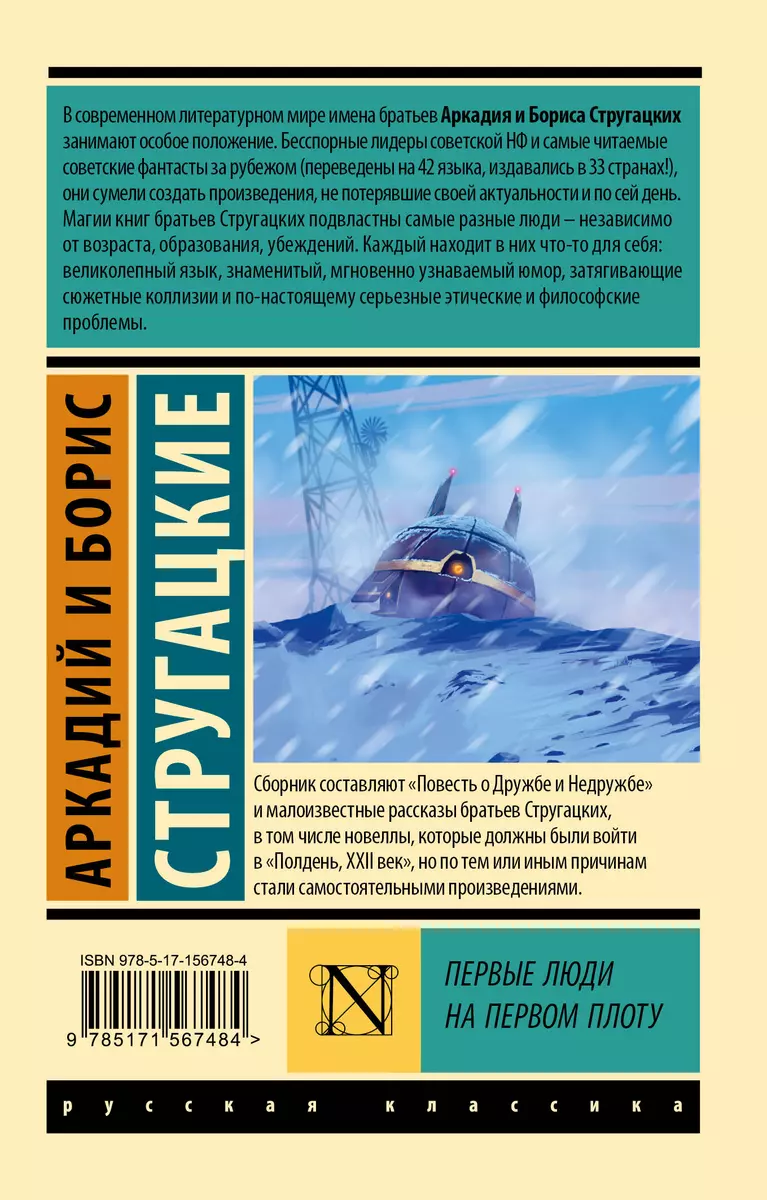 В современном литературном мире имена братьев Аркадия и Бориса Стругацких
занимают особое положение. Бесспорные лидеры советской НФ и самые читаемые
советские фантасты за рубежом (переведены на 42 языка, издавались в 33 странах!),
они сумели создать произведения, не потерявшие своей актуальности и по сей день.
Магии книг братьев Стругацких подвластны самые разные люди – независимо
от возраста, образования, убеждений. Каждый находит в них что-то для себя:
великолепный язык, знаменитый, мгновенно узнаваемый юмор, затягивающие
сюжетные коллизии и по-настоящему серьезные этические и философские
проблемы.
АРКАДИЙ И БОРИС
СТРУГАЦКИЕ
Сборник составляют «Повесть о Дружбе и Недружбе»
и малоизвестные рассказы братьев Стругацких,
в том числе новеллы, которые должны были войти
в «Полдень, XXII век», но по тем или иным причинам
стали самостоятельными произведениями.
ISBN 978-5-17-156748-4
9 785171 567484 >
N
ПЕРВЫЕ ЛЮДИ
НА ПЕРВОМ ПЛОТУ
русская классика